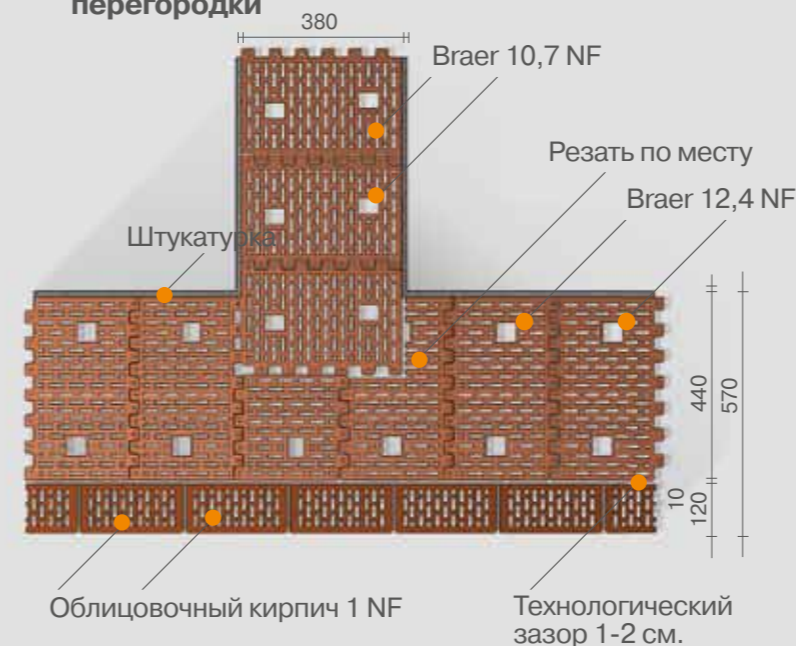 перегородки
380
Braer 10,7 NF
Резать по месту
Braer 12,4 NF
Штукатурка
440
570
10
120
Облицовочный кирпич 1 NF
Технологический
зазор 1-2 см.